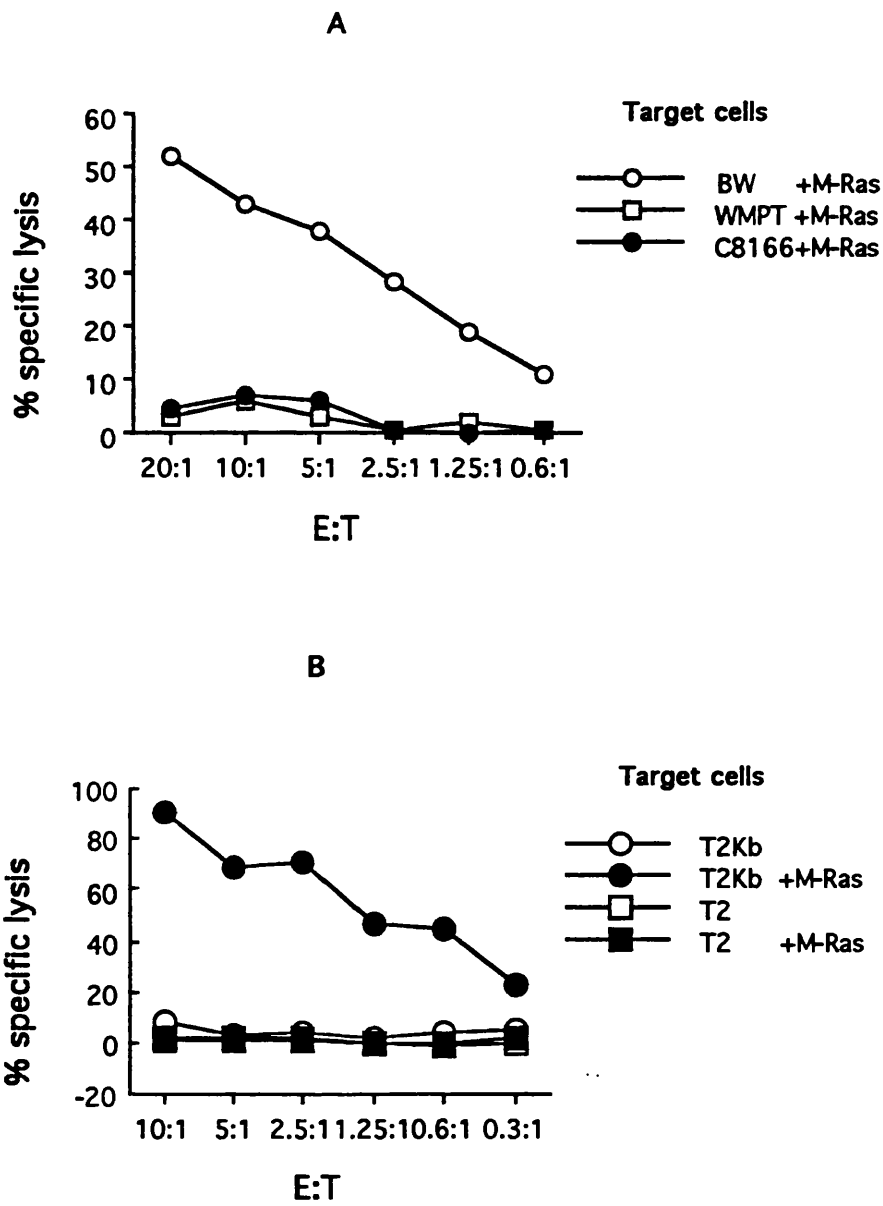 A
Target cells
BW +M-Ras
WMPT +M-Ras
C8166+M-Ras
% specific lysis
60
50
40
30
20
10
0
20:1 10:1 5:1 2.5:1 1.25:1 0.6:1
E:T
B
Target cells
T2Kb
T2Kb +M-Ras
T2
T2 +M-Ras
% specific lysis
100
80
60
40
20
0
-20
10:1 5:1 2.5:1 1.25:1 0.6:1 0.3:1
E:T